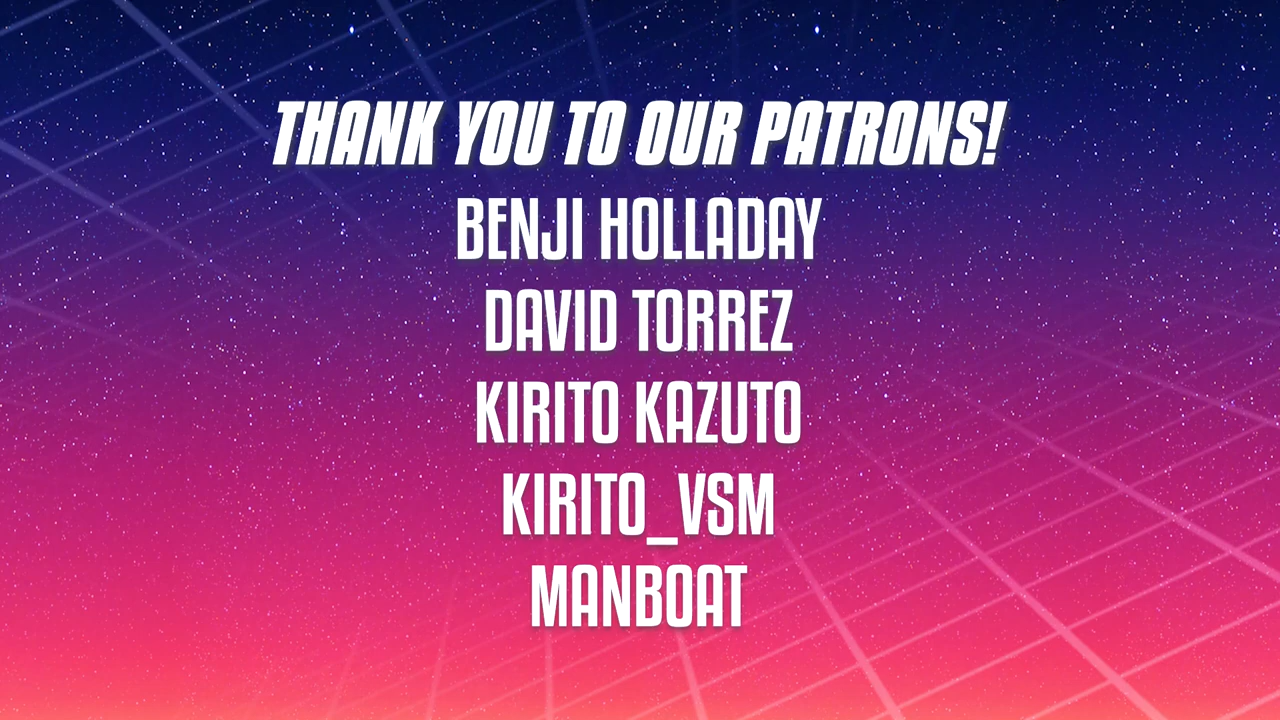 THANK YOU TO OUR PATRONS!
BENJI HOLLADAY
DAVID TORREZ
KIRITO KAZUTO
KIRITO_VSM
MANBOAT